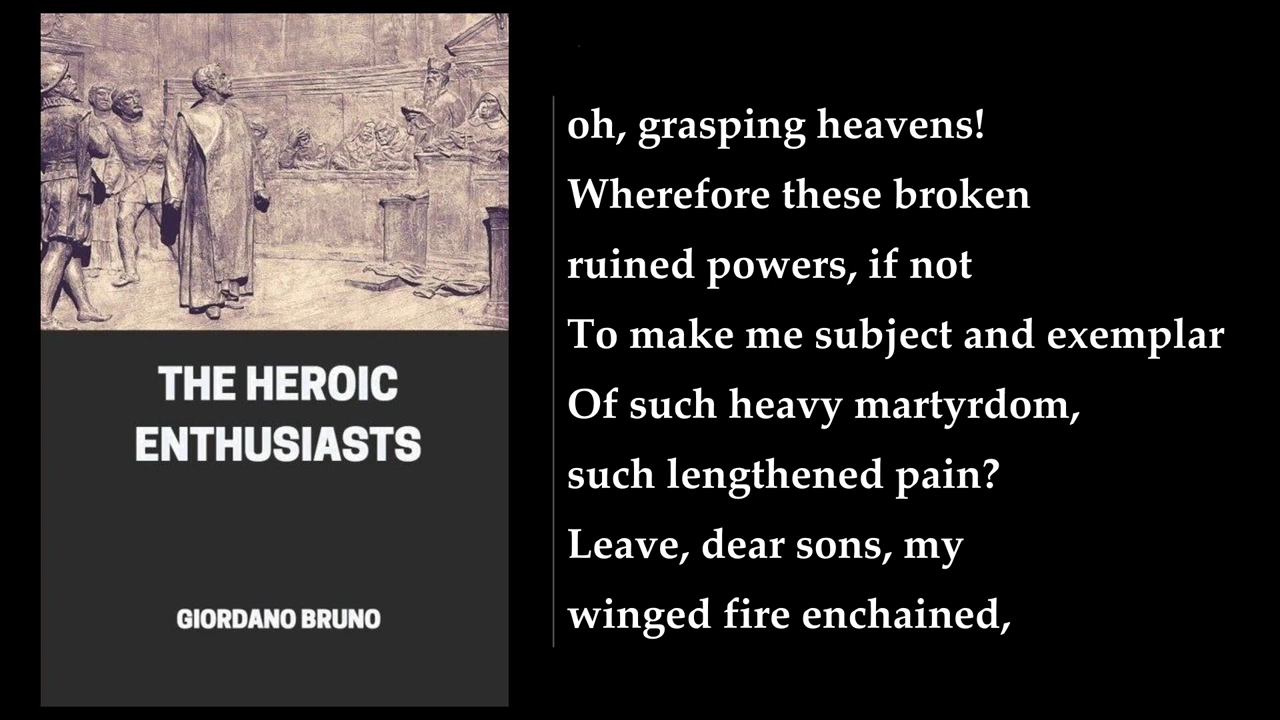 THE HEROIC
ENTHUSIASTS
GIORDANO BRUNO
oh, grasping heavens!
Wherefore these broken
ruined powers, if not
To make me subject and exemplar
Of such heavy martyrdom,
such lengthened pain?
Leave, dear sons, my
winged fire enchained,